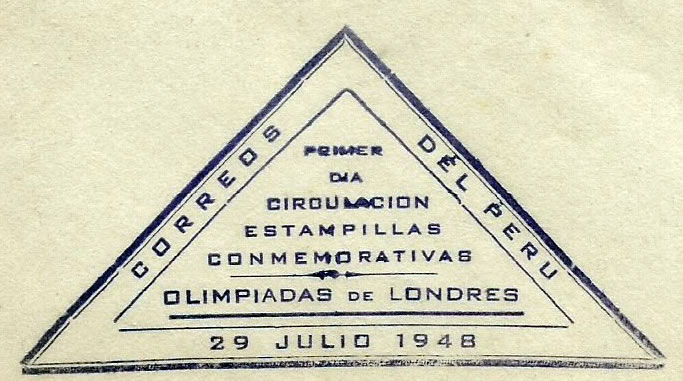 CORREOS
DEL PERU
PRIMER
DIA
CIRCULACION
ESTAMPILLAS
CONMEMORATIVAS
OLIMPIADAS DE LONDRES
29 JULIO 1948